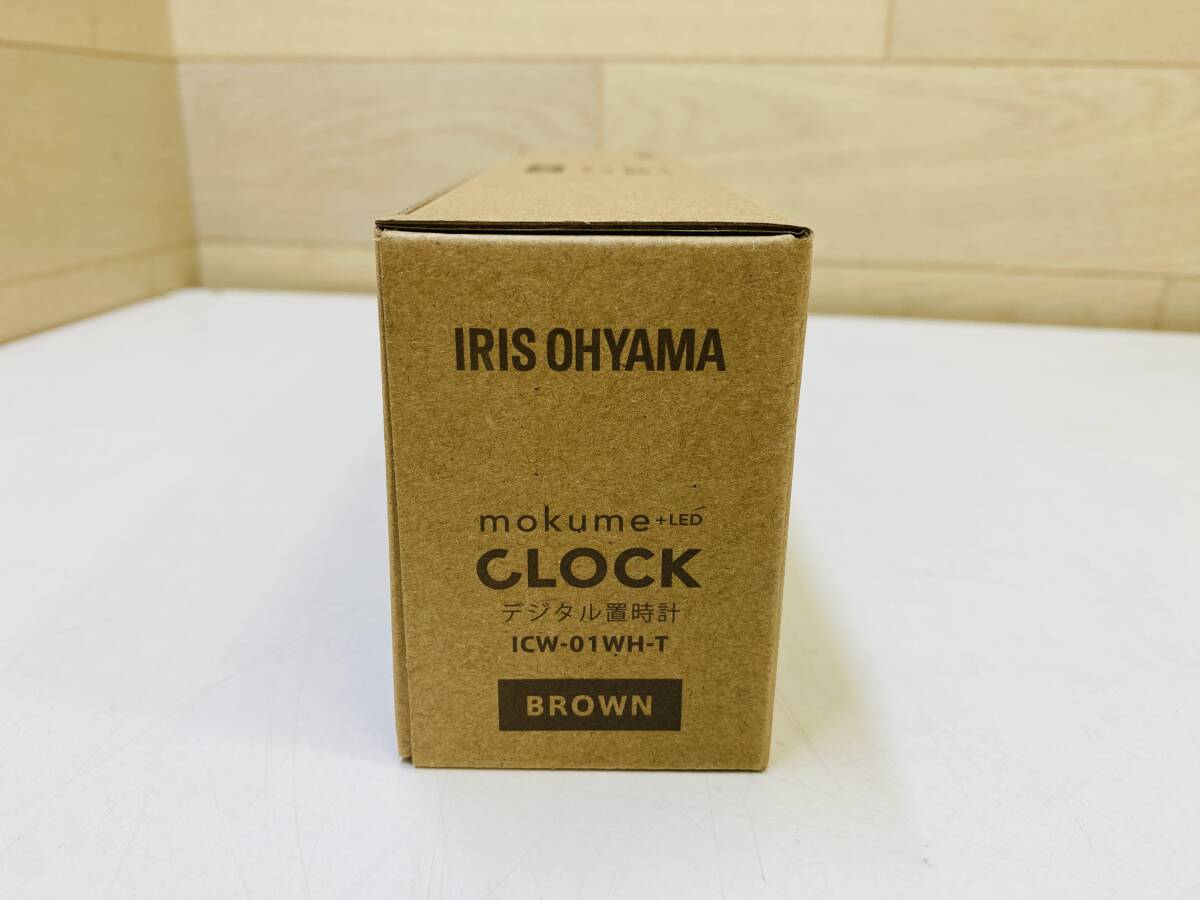 IRIS OHYAMA
mokume +LED
CLOCK
デジタル置時計
ICW-01WH-T
BROWN